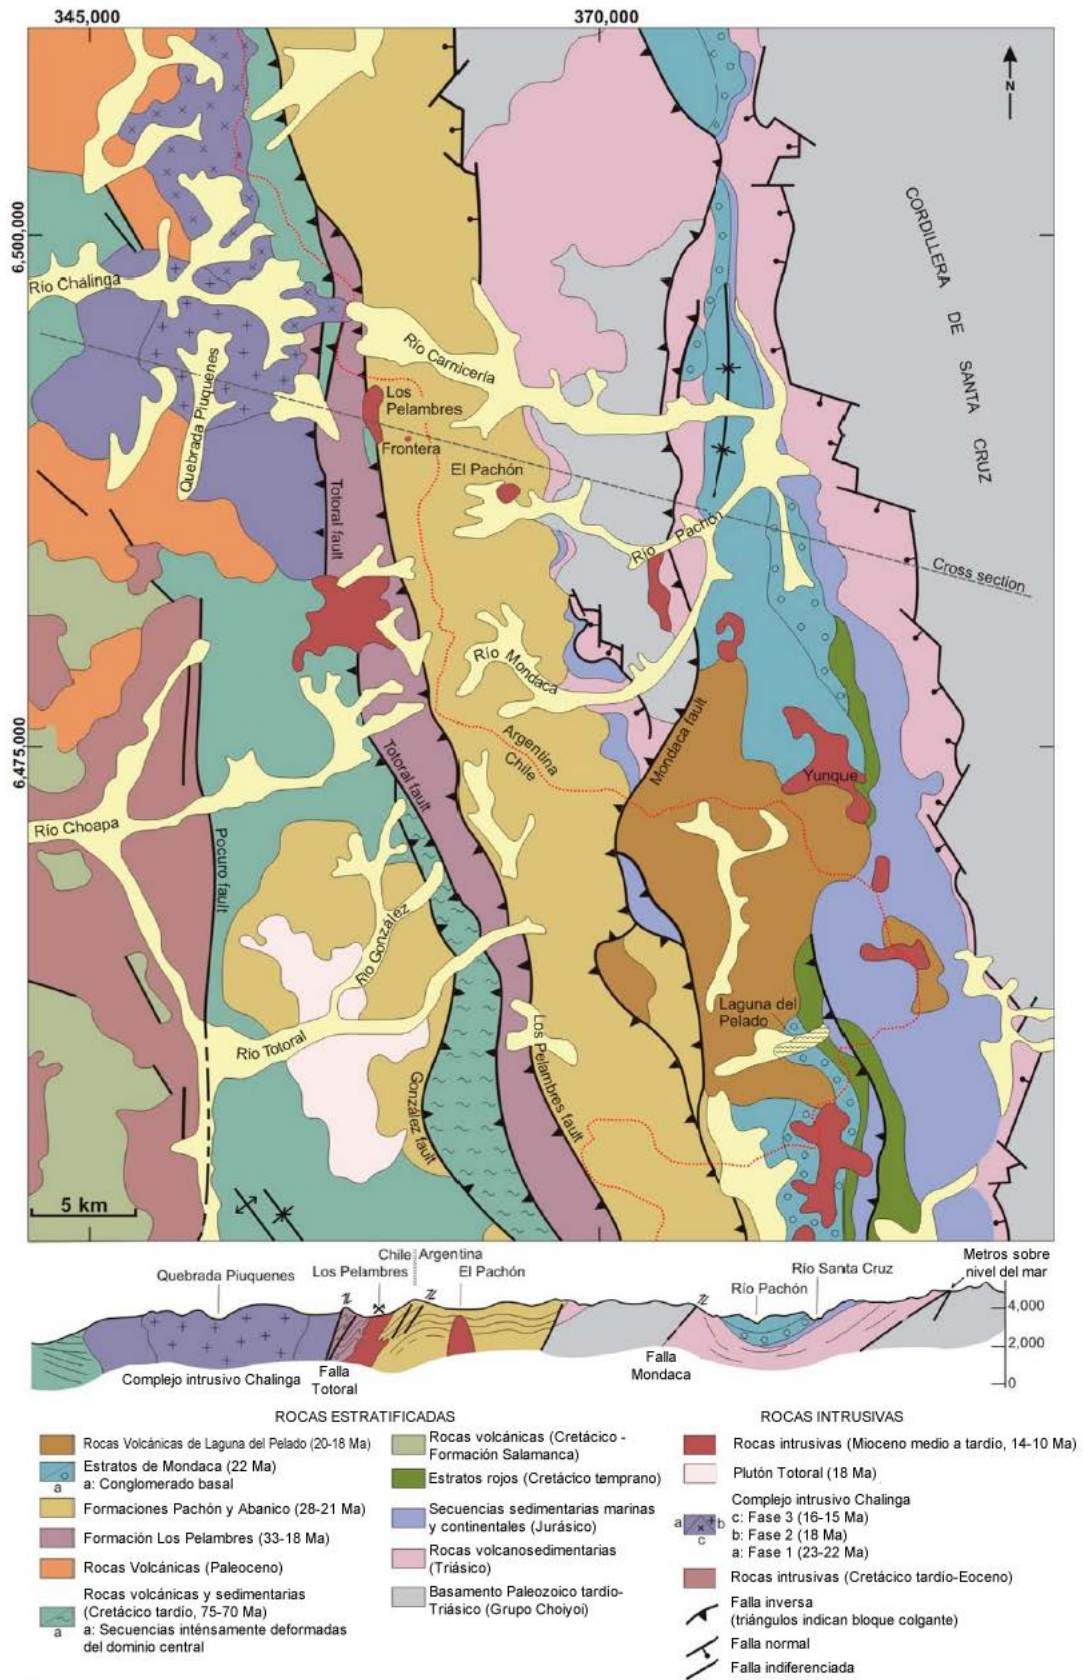 345,000
370,000
N
6,500,000
6,475,000
CORDILLERA DE SANTA CRUZ
Río Chalinga
Río Carnicería
Quebrada Piuquenes
Los
Pelambres
Frontera
El Pachón
Totoral fault
Río Pachón
Cross section
Río Mondaca
Argentina
Chile
Mondaca fault
Yunque
Totoral fault
Río Choapa
Pocuro fault
Río González
Río Totoral
Laguna del
Pelado
Los Pelambres fault
González fault
5 km
Chile Argentina
Quebrada Piuquenes
Los Pelambres
El Pachón
Río Pachón
Río Santa Cruz
Metros sobre
nivel del mar
4,000
2,000
0
Complejo intrusivo Chalinga
Falla
Totoral
Falla
Mondaca
ROCAS ESTRATIFICADAS
Rocas Volcánicas de Laguna del Pelado (20-18 Ma)
Estratos de Mondaca (22 Ma)
a: Conglomerado basal
a
Formaciones Pachón y Abanico (28-21 Ma)
Formación Los Pelambres (33-18 Ma)
Rocas Volcánicas (Paleoceno)
Rocas volcánicas y sedimentarias
(Cretácico tardío, 75-70 Ma)
a: Secuencias inténsamente deformadas
del dominio central
a
Rocas volcánicas (Cretácico -
Formación Salamanca)
Estratos rojos (Cretácico temprano)
Secuencias sedimentarias marinas
y continentales (Jurásico)
Rocas volcanosedimentarias
(Triásico)
Basamento Paleozoico tardío-
Triásico (Grupo Choiyoi)
ROCAS INTRUSIVAS
Rocas intrusivas (Mioceno medio a tardío, 14-10 Ma)
Plutón Totoral (18 Ma)
Complejo intrusivo Chalinga
c: Fase 3 (16-15 Ma)
b: Fase 2 (18 Ma)
a: Fase 1 (23-22 Ma)
a
b
c
Rocas intrusivas (Cretácico tardío-Eoceno)
Falla inversa
(triángulos indican bloque colgante)
Falla normal
Falla indiferenciada